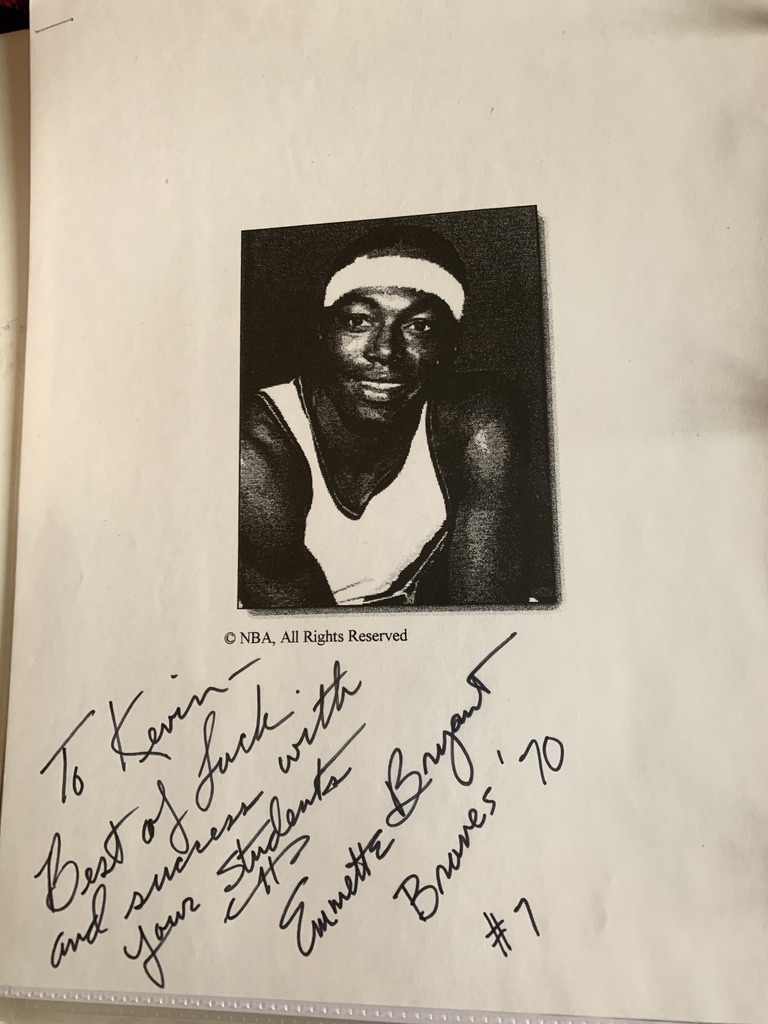 © NBA, All Rights Reserved
To Kevin -
Best of Luck
and success with
your Students
Emmette Bryant
Braves '70
#7